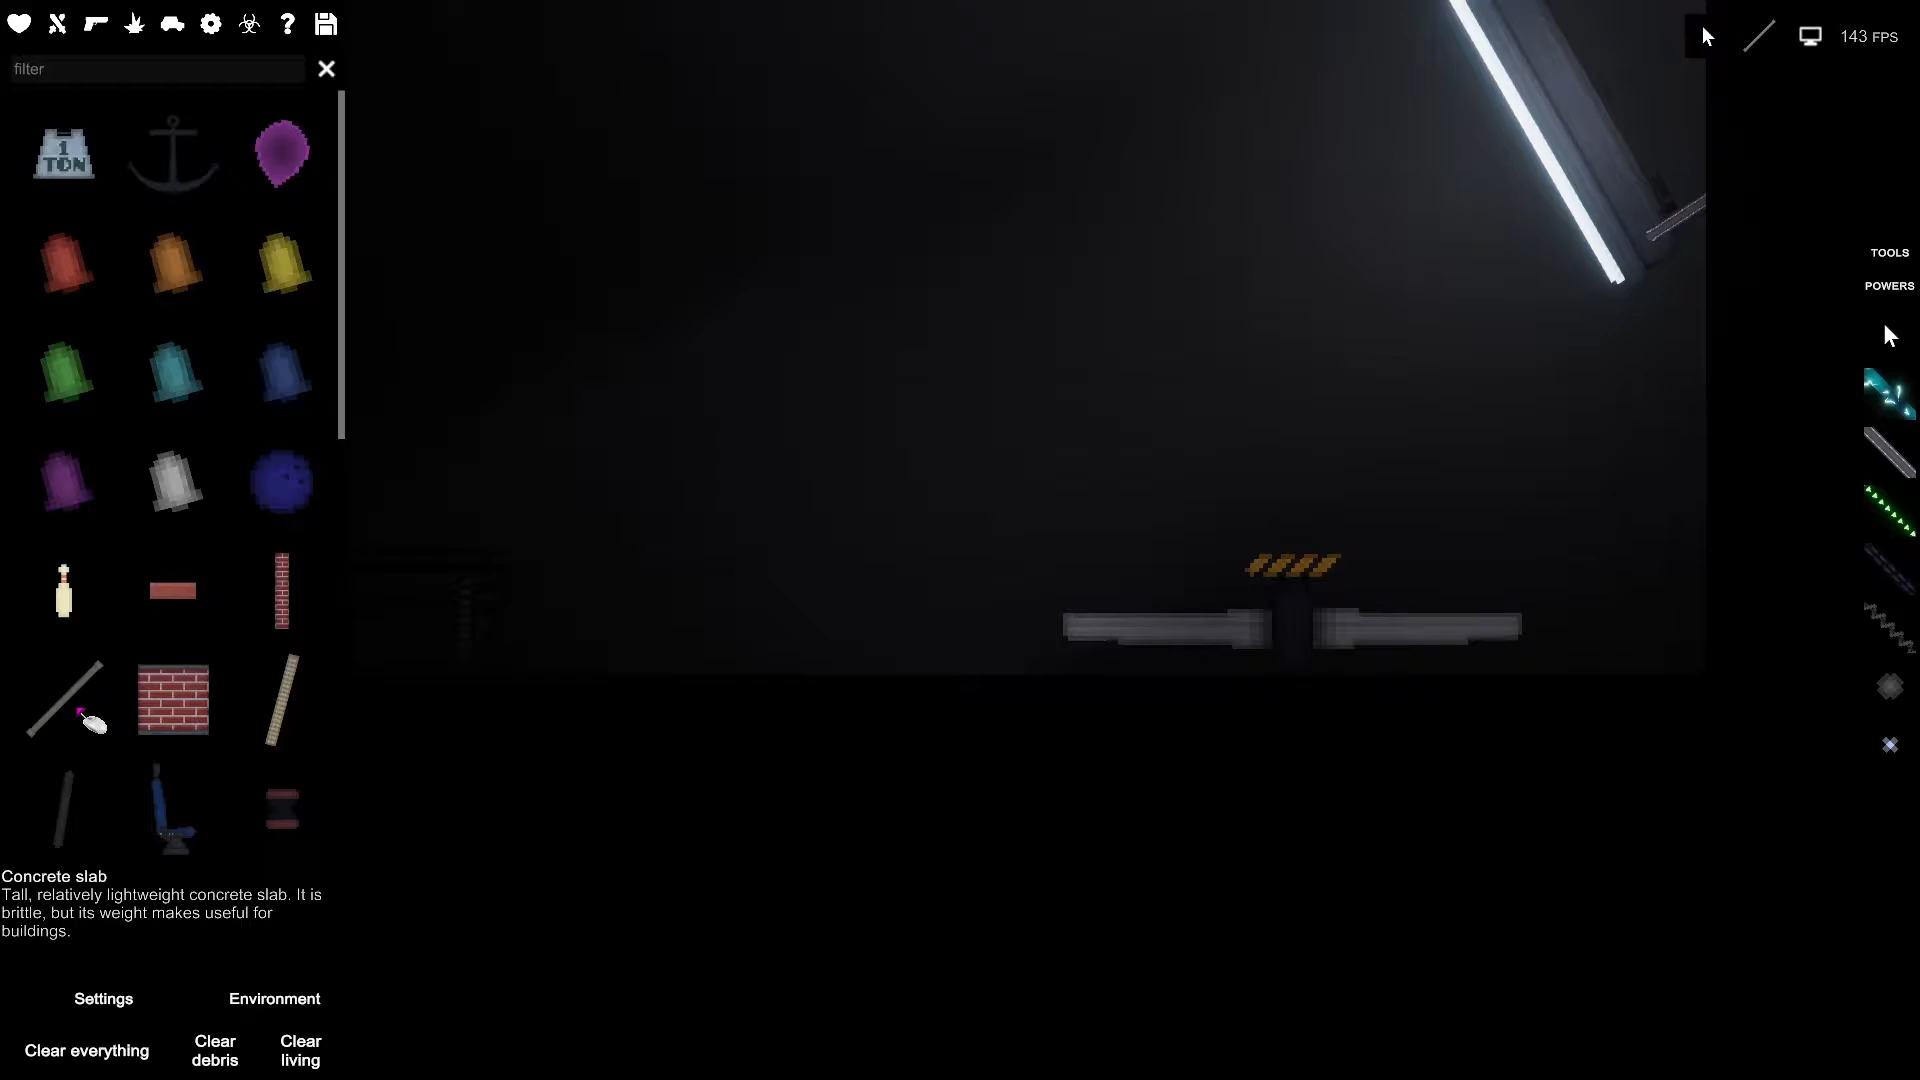 143 FPS
filter
1
TON
TOOLS
POWERS
Concrete slab
Tall, relatively lightweight concrete slab. It is
brittle, but its weight makes useful for
buildings.
Settings
Environment
Clear everything
Clear
debris
Clear
living